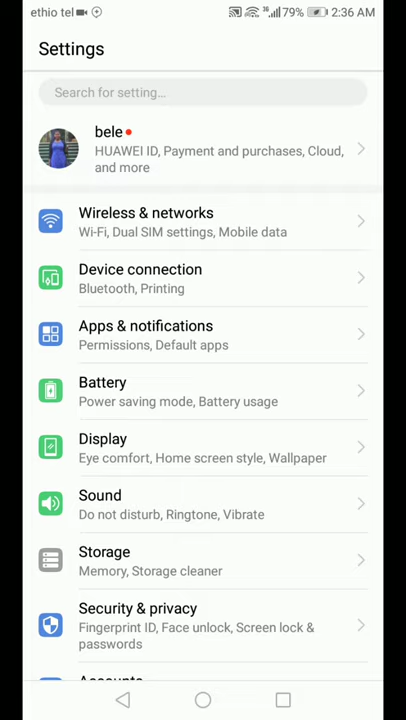 ethio tel 79% 2:36 AM
Settings
Search for setting...
bele
HUAWEI ID, Payment and purchases, Cloud,
and more
Wireless & networks
Wi-Fi, Dual SIM settings, Mobile data
Device connection
Bluetooth, Printing
Apps & notifications
Permissions, Default apps
Battery
Power saving mode, Battery usage
Display
Eye comfort, Home screen style, Wallpaper
Sound
Do not disturb, Ringtone, Vibrate
Storage
Memory, Storage cleaner
Security & privacy
Fingerprint ID, Face unlock, Screen lock &
passwords